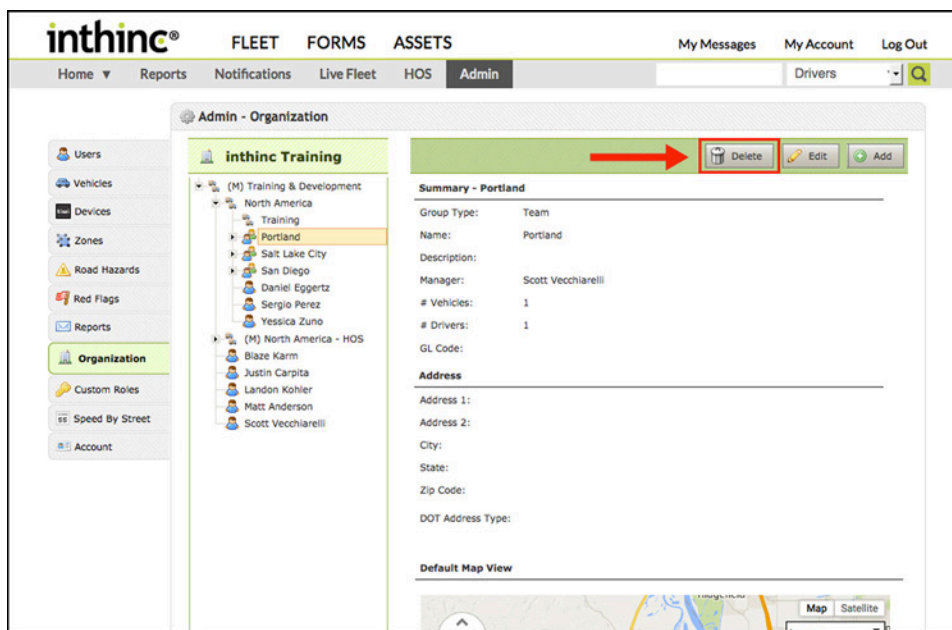 inthinc®
FLEET FORMS ASSETS
My Messages My Account Log Out
Home ▼ Reports Notifications Live Fleet HOS Admin
Drivers
Admin - Organization
Users
Vehicles
Devices
Zones
Road Hazards
Red Flags
Reports
Organization
Custom Roles
Speed By Street
Account
inthinc Training
(M) Training & Development
North America
Training
Portland
Salt Lake City
San Diego
Daniel Eggertz
Sergio Perez
Yessica Zuno
(M) North America - HOS
Blaze Karm
Justin Carpita
Landon Kohler
Matt Anderson
Scott Vecchiarelli
Delete Edit Add
Summary - Portland
Group Type: Team
Name: Portland
Description:
Manager: Scott Vecchiarelli
# Vehicles: 1
# Drivers: 1
GL Code:
Address
Address 1:
Address 2:
City:
State:
Zip Code:
DOT Address Type:
Default Map View
Map Satellite